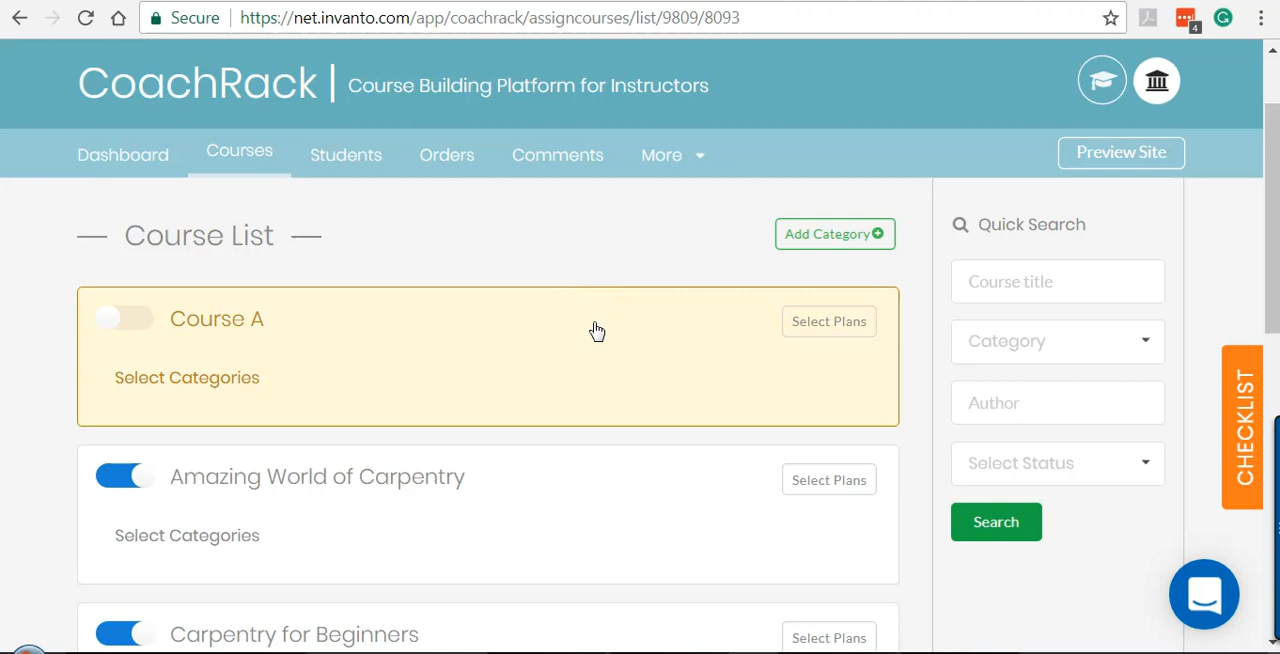 Secure https://net.invanto.com/app/coachrack/assigncourses/list/9809/8093
4
CoachRack | Course Building Platform for Instructors
Dashboard Courses Students Orders Comments More Preview Site
Course List
Add Category
Quick Search
Course title
Category
Author
Select Status
Search
Course A
Select Plans
Select Categories
Amazing World of Carpentry
Select Plans
Select Categories
Carpentry for Beginners
Select Plans
CHECKLIST